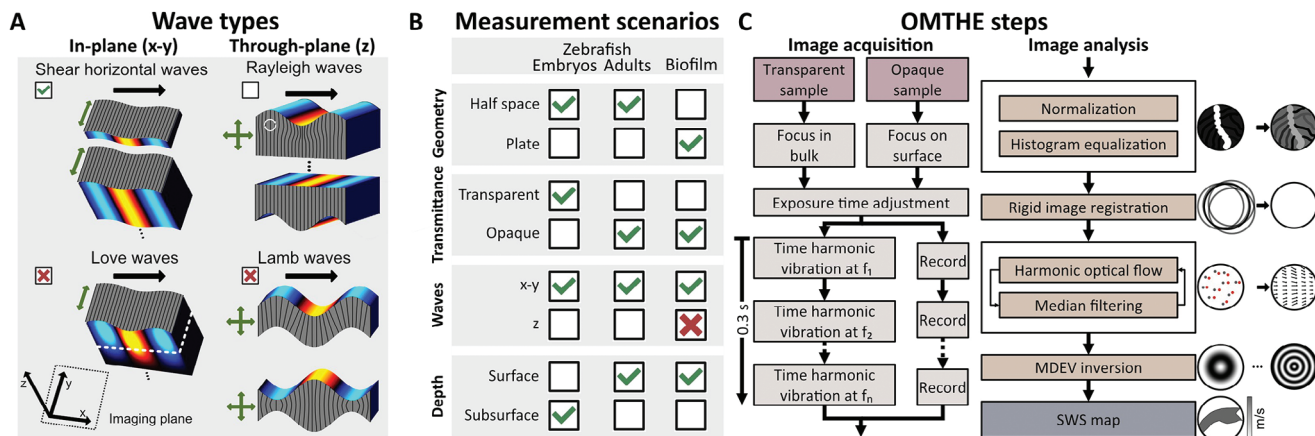 A
Wave types
In-plane (x-y)
Through-plane (z)
Shear horizontal waves
Rayleigh waves
Love waves
Lamb waves
z
y
x
Imaging plane
B
Measurement scenarios
Zebrafish
Embryos
Adults
Biofilm
Geometry
Half space
Plate
Transmittance
Transparent
Opaque
Waves
x-y
z
Depth
Surface
Subsurface
C
OMTHE steps
Image acquisition
Transparent
sample
Opaque
sample
Focus in
bulk
Focus on
surface
Exposure time adjustment
0.3 s
Time harmonic
vibration at f₁
Record
Time harmonic
vibration at f₂
Record
Time harmonic
vibration at fₙ
Record
Image analysis
Normalization
Histogram equalization
Rigid image registration
Harmonic optical flow
Median filtering
MDEV inversion
...
SWS map
m/s